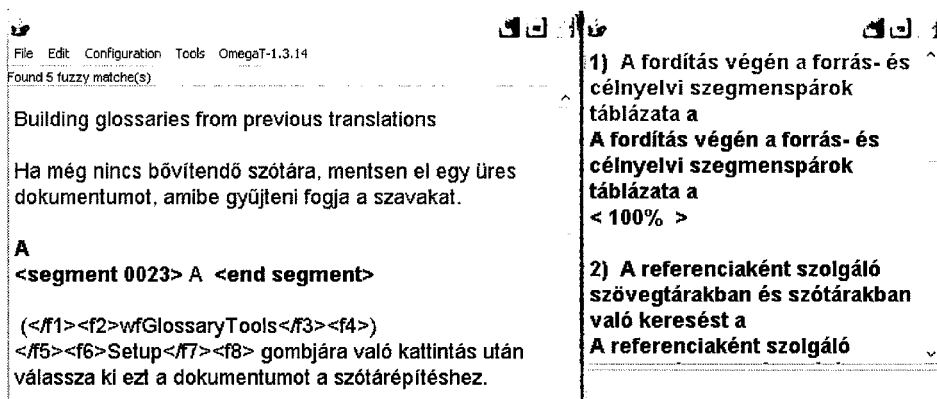 File Edit Configuration Tools OmegaT-1.3.14
Found 5 fuzzy matche(s)
Building glossaries from previous translations
Ha még nincs bővítendő szótára, mentsen el egy üres
dokumentumot, amibe gyűjteni fogja a szavakat.
A
<segment 0023> A <end segment>
(</f1><f2>wfGlossaryTools</f3><f4>)
</f5><f6>Setup</f7><f8> gombjára való kattintás után
válassza ki ezt a dokumentumot a szótárépítéshez.
1) A fordítás végén a forrás- és
célnyelvi szegmenspárok
táblázata a
A fordítás végén a forrás- és
célnyelvi szegmenspárok
táblázata a
< 100% >
2) A referenciaként szolgáló
szövegtárakban és szótárakban
való keresést a
A referenciaként szolgáló